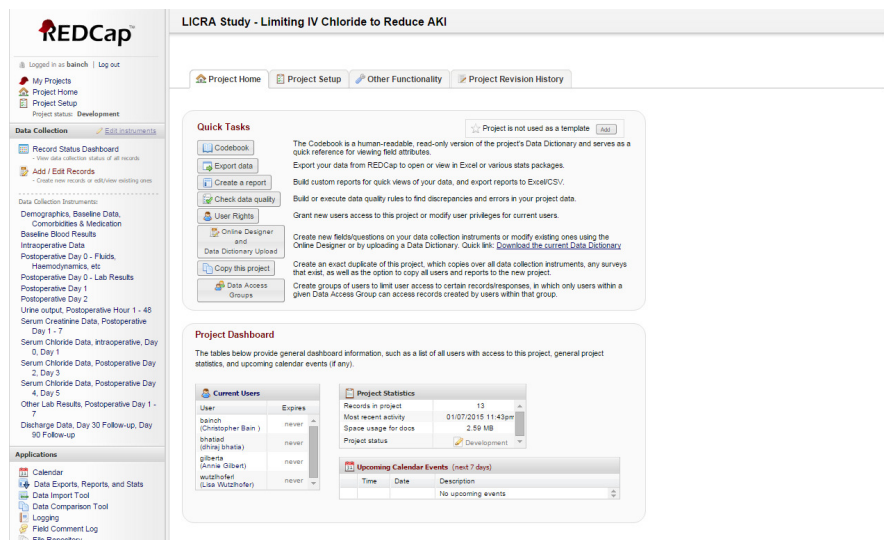 REDCap
Logged in as bainch | Log out
My Projects
Project Home
Project Setup
Project status: Development
Data Collection
Edit instruments
Record Status Dashboard
- View data collection status of all records
Add / Edit Records
- Create new records or edit/view existing ones
Data Collection Instruments:
Demographics, Baseline Data,
Comorbidities & Medication
Baseline Blood Results
Intraoperative Data
Postoperative Day 0 - Fluids,
Haemodynamics, etc
Postoperative Day 0 - Lab Results
Postoperative Day 1
Postoperative Day 2
Urine output, Postoperative Hour 1 - 48
Serum Creatinine Data, Postoperative
Day 1 - 7
Serum Chloride Data, intraoperative, Day
0, Day 1
Serum Chloride Data, Postoperative Day
2, Day 3
Serum Chloride Data, Postoperative Day
4, Day 5
Other Lab Results, Postoperative Day 1 -
7
Discharge Data, Day 30 Follow-up, Day
90 Follow-up
Applications
Calendar
Data Exports, Reports, and Stats
Data Import Tool
Data Comparison Tool
Logging
Field Comment Log
File Repository
LICRA Study - Limiting IV Chloride to Reduce AKI
Project Home
Project Setup
Other Functionality
Project Revision History
Quick Tasks
Project is not used as a template
Add
Codebook
The Codebook is a human-readable, read-only version of the project's Data Dictionary and serves as a
quick reference for viewing field attributes.
Export data
Export your data from REDCap to open or view in Excel or various stats packages.
Create a report
Build custom reports for quick views of your data, and export reports to Excel/CSV.
Check data quality
Build or execute data quality rules to find discrepancies and errors in your project data.
User Rights
Grant new users access to this project or modify user privileges for current users.
Online Designer
and
Data Dictionary Upload
Create new fields/questions on your data collection instruments or modify existing ones using the
Online Designer or by uploading a Data Dictionary. Quick link: Download the current Data Dictionary
Copy this project
Create an exact duplicate of this project, which copies over all data collection instruments, any surveys
that exist, as well as the option to copy all users and reports to the new project.
Data Access
Groups
Create groups of users to limit user access to certain records/responses, in which only users within a
given Data Access Group can access records created by users within that group.
Project Dashboard
The tables below provide general dashboard information, such as a list of all users with access to this project, general project
statistics, and upcoming calendar events (if any).
Current Users
User Expires
bainch
(Christopher Bain )
never
bhatiad
(dhiraj bhatia)
never
gilberta
(Annie Gilbert)
never
wutzlhoferl
(Lisa Wutzlhofer)
never
Project Statistics
Records in project 13
Most recent activity 01/07/2015 11:43pm
Space usage for docs 2.59 MB
Project status Development
Upcoming Calendar Events (next 7 days)
Time Date Description
No upcoming events